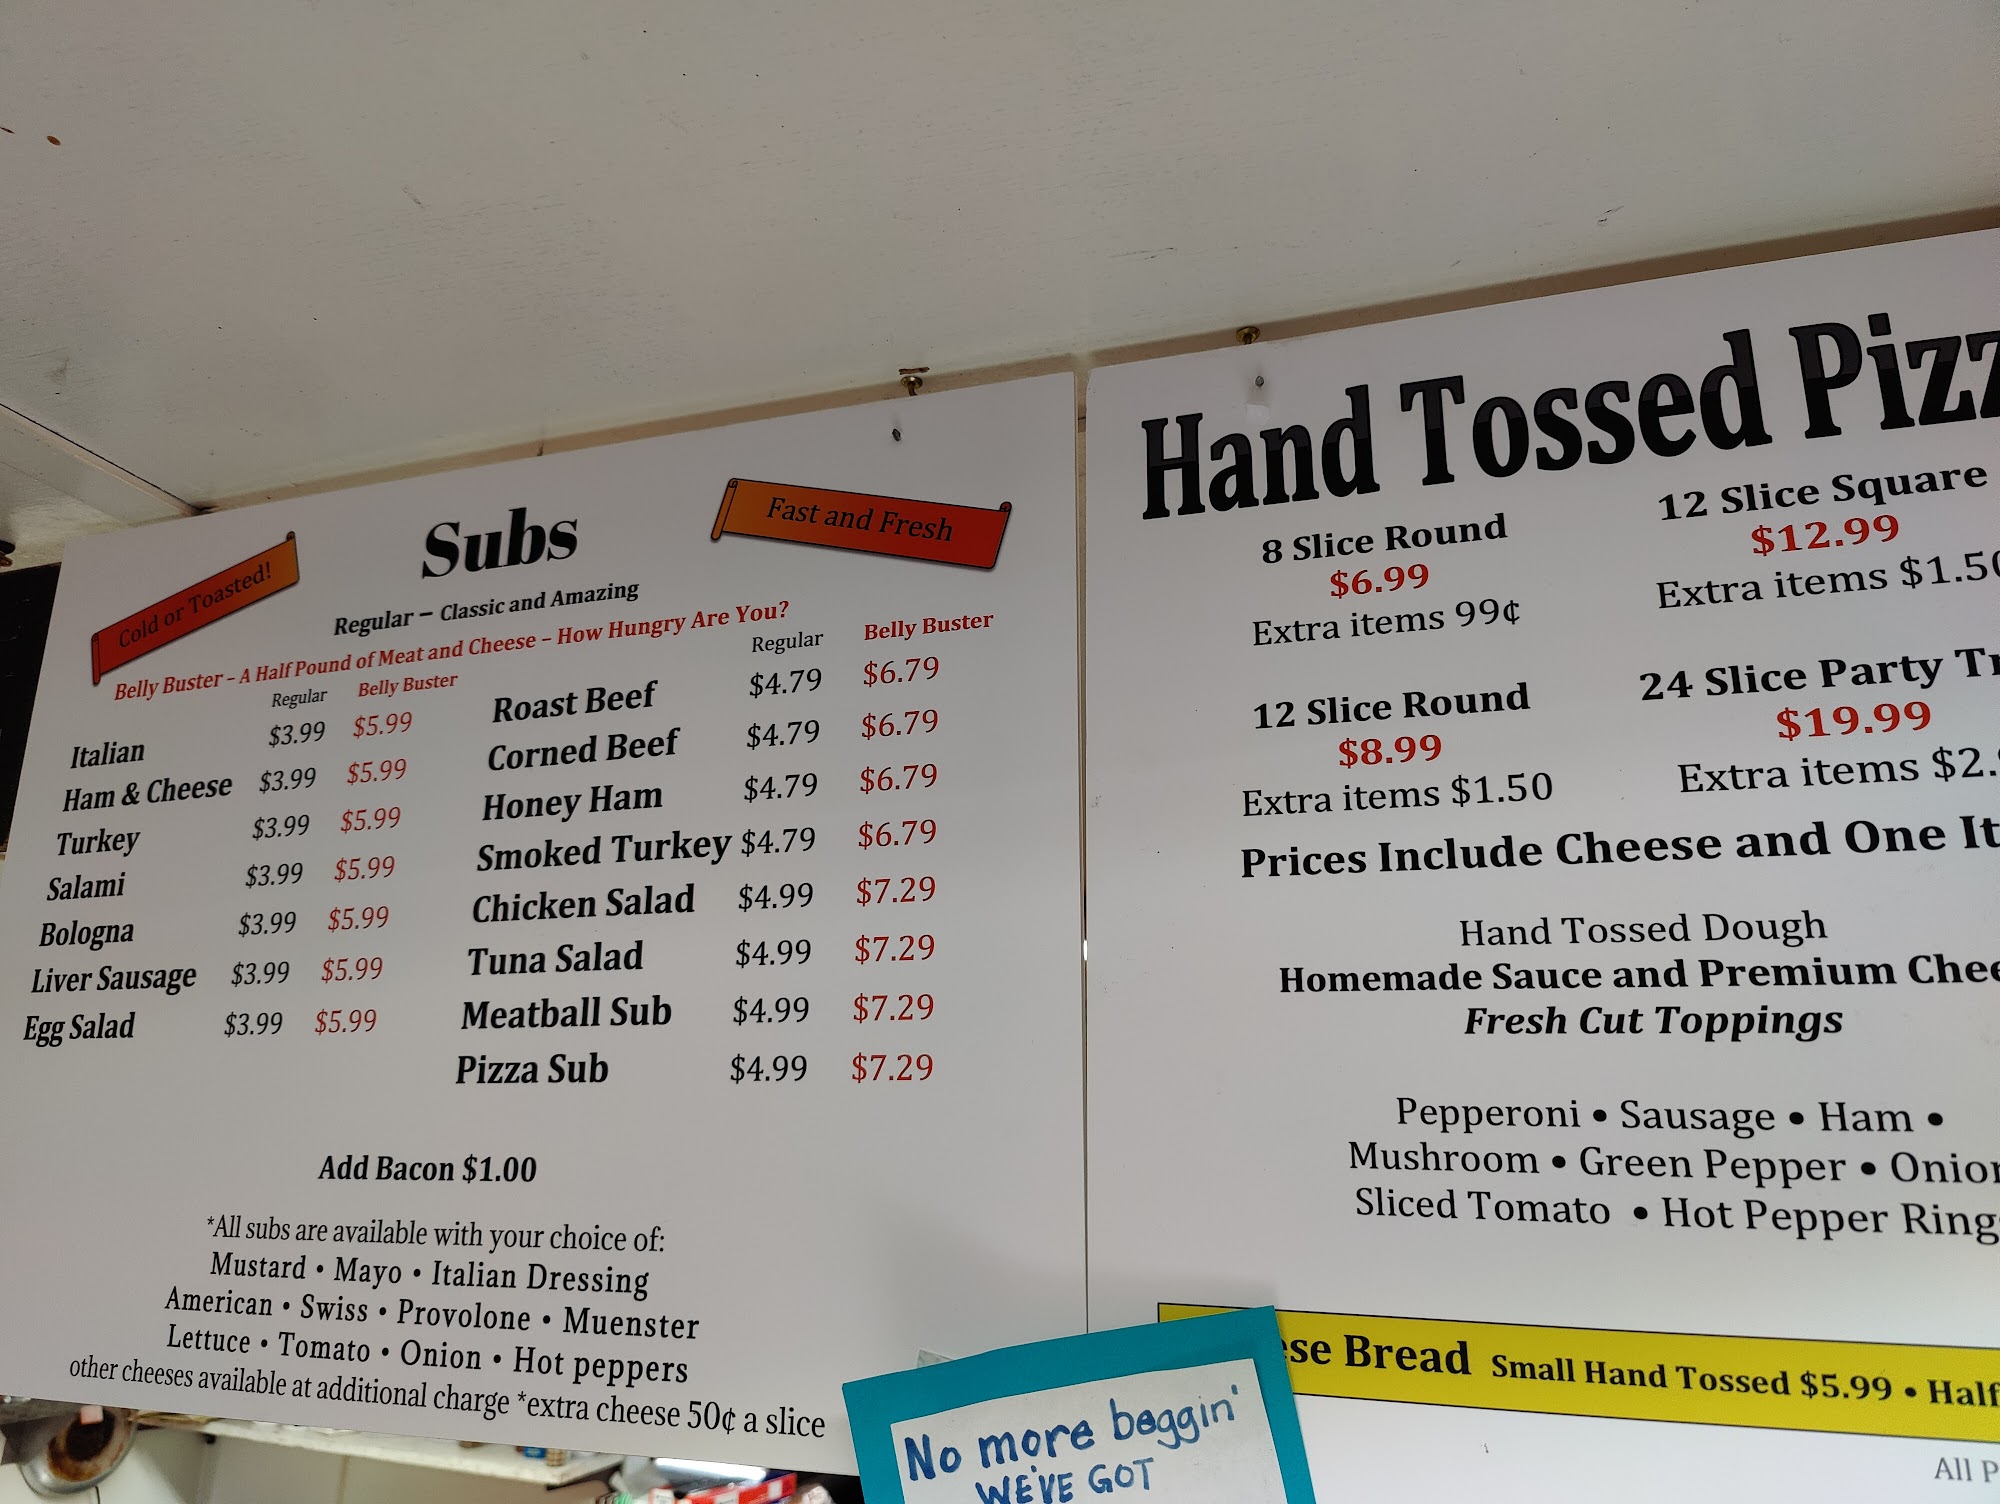 Cold or Toasted!
Subs
Fast and Fresh
Regular – Classic and Amazing
Belly Buster – A Half Pound of Meat and Cheese – How Hungry Are You?
Regular Belly Buster
Italian $3.99 $5.99
Ham & Cheese $3.99 $5.99
Turkey $3.99 $5.99
Salami $3.99 $5.99
Bologna $3.99 $5.99
Liver Sausage $3.99 $5.99
Egg Salad $3.99 $5.99
Regular Belly Buster
Roast Beef $4.79 $6.79
Corned Beef $4.79 $6.79
Honey Ham $4.79 $6.79
Smoked Turkey $4.79 $6.79
Chicken Salad $4.99 $7.29
Tuna Salad $4.99 $7.29
Meatball Sub $4.99 $7.29
Pizza Sub $4.99 $7.29
Add Bacon $1.00
*All subs are available with your choice of:
Mustard • Mayo • Italian Dressing
American • Swiss • Provolone • Muenster
Lettuce • Tomato • Onion • Hot peppers
other cheeses available at additional charge *extra cheese 50¢ a slice
Hand Tossed
8 Slice Round
$6.99
Extra items 99¢
12 Slice Square
$12.99
Extra items
12 Slice Round
$8.99
Extra items $1.50
24 Slice Party
$19.99
Extra items
Prices Include Cheese and One
Hand Tossed Dough
Homemade Sauce and Premium
Fresh Cut Toppings
Pepperoni • Sausage • Ham •
Mushroom • Green Pepper •
Sliced Tomato • Hot Pepper
Bread Small Hand Tossed $5.99 • Half
All
No more beggin'
WE'VE GOT